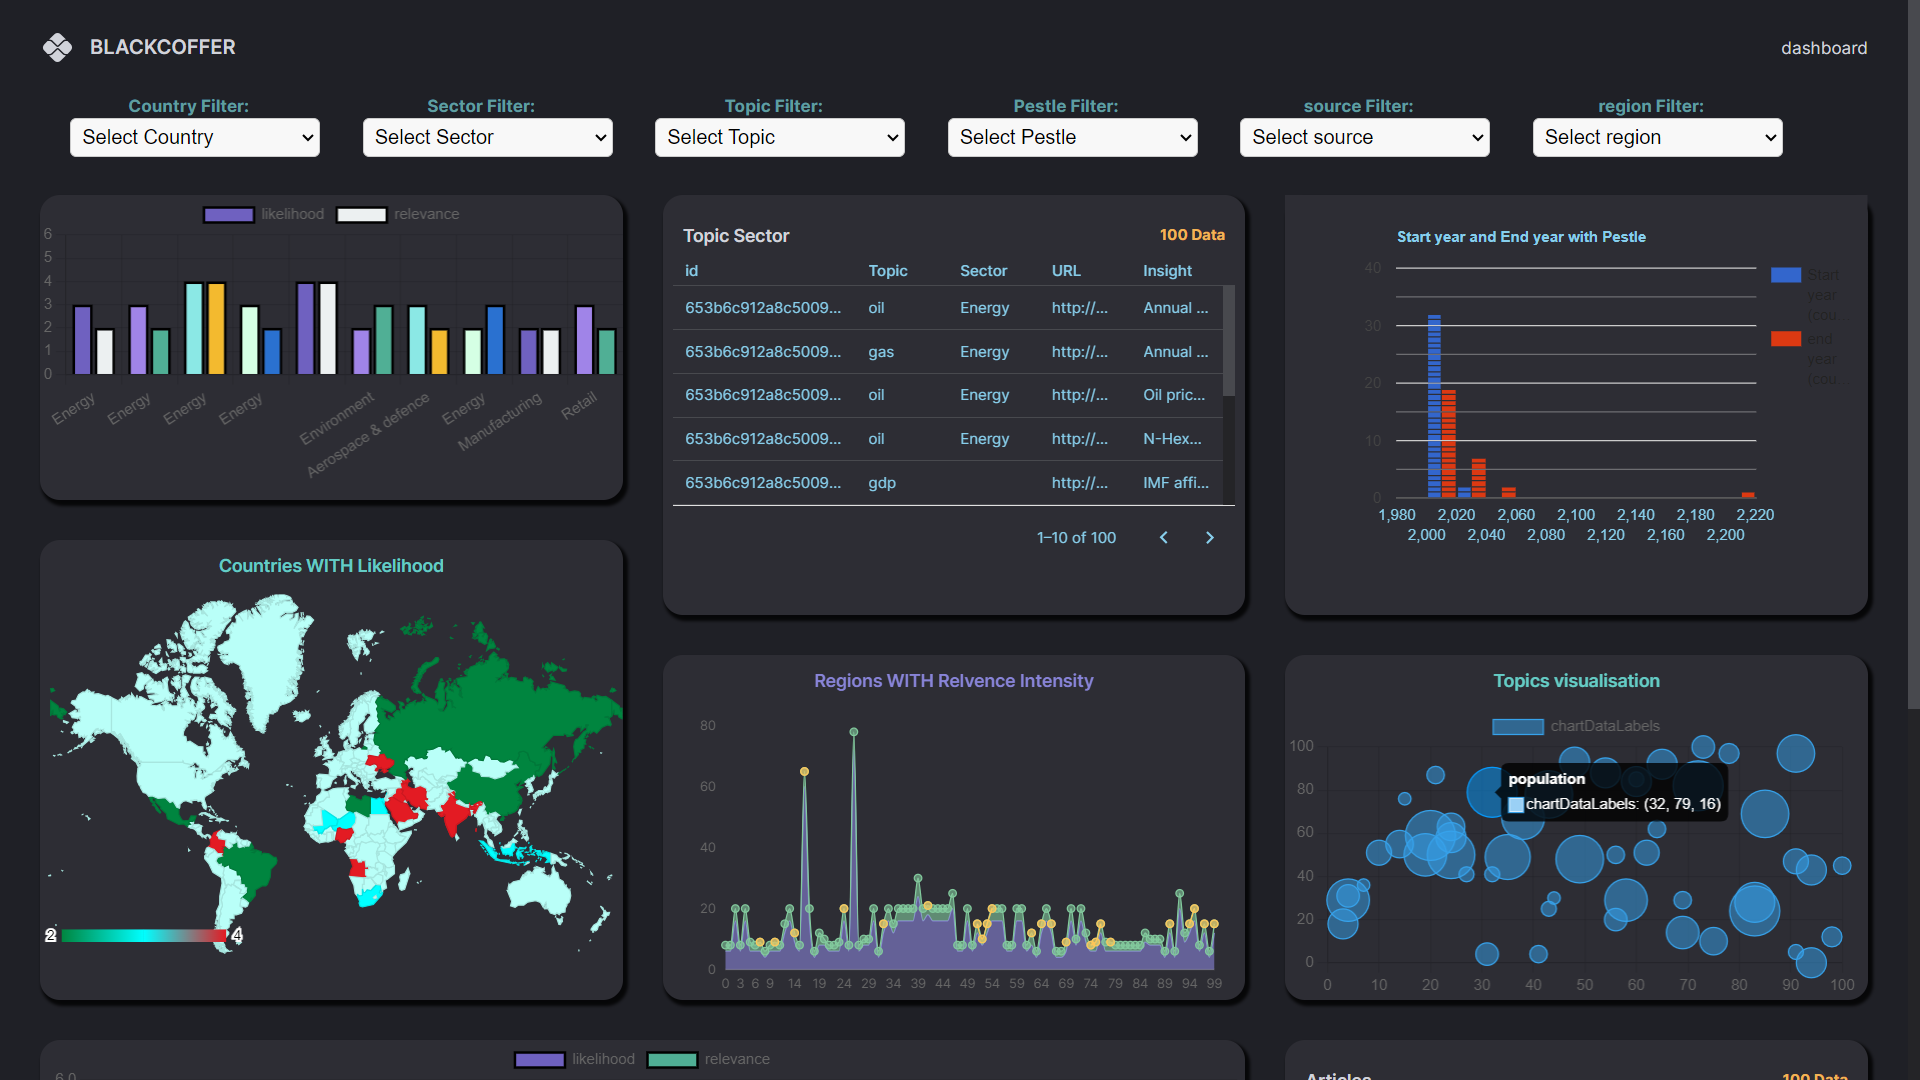 BLACKCOFFER
dashboard
Country Filter:
Sector Filter:
Topic Filter:
Pestle Filter:
source Filter:
region Filter:
Select Country
Select Sector
Select Topic
Select Pestle
Select source
Select region
likelihood
relevance
6
5
4
3
2
1
0
Energy
Energy
Energy
Energy
Environment
Aerospace & defence
Energy
Manufacturing
Retail
Topic Sector
100 Data
id Topic Sector URL Insight
653b6c912a8c5009... oil Energy http://... Annual ...
653b6c912a8c5009... gas Energy http://... Annual ...
653b6c912a8c5009... oil Energy http://... Oil pric...
653b6c912a8c5009... oil Energy http://... N-Hex...
653b6c912a8c5009... gdp http://... IMF affi...
1–10 of 100
Start year and End year with Pestle
40
30
20
10
0
1,980 2,020 2,060 2,100 2,140 2,180 2,220
2,000 2,040 2,080 2,120 2,160 2,200
Start
year
(cou...
end
year
(cou...
Countries WITH Likelihood
2
4
Regions WITH Relvence Intensity
80
60
40
20
0
0 3 6 9 14 19 24 29 34 39 44 49 54 59 64 69 74 79 84 89 94 99
Topics visualisation
chartDataLabels
100
80
60
40
20
0
0 10 20 30 40 50 60 70 80 90 100
population
chartDataLabels: (32, 79, 16)
likelihood
relevance
6.0
Articles
100 Data